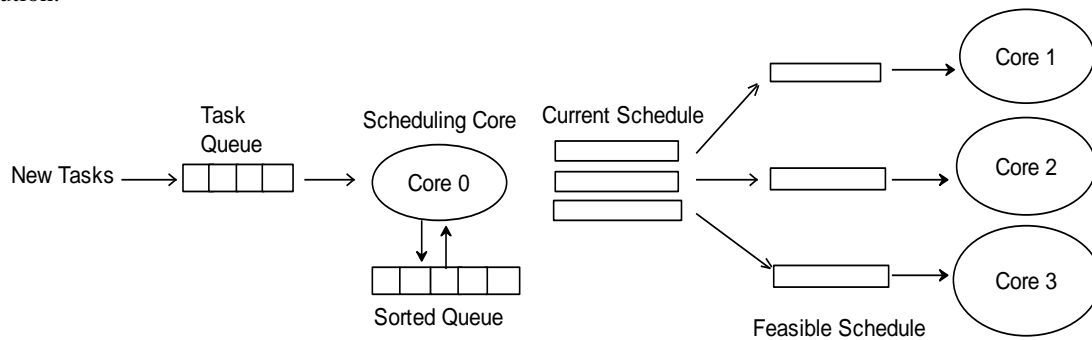 New Tasks
Task
Queue
Scheduling Core
Core 0
Sorted Queue
Current Schedule
Core 1
Core 2
Core 3
Feasible Schedule